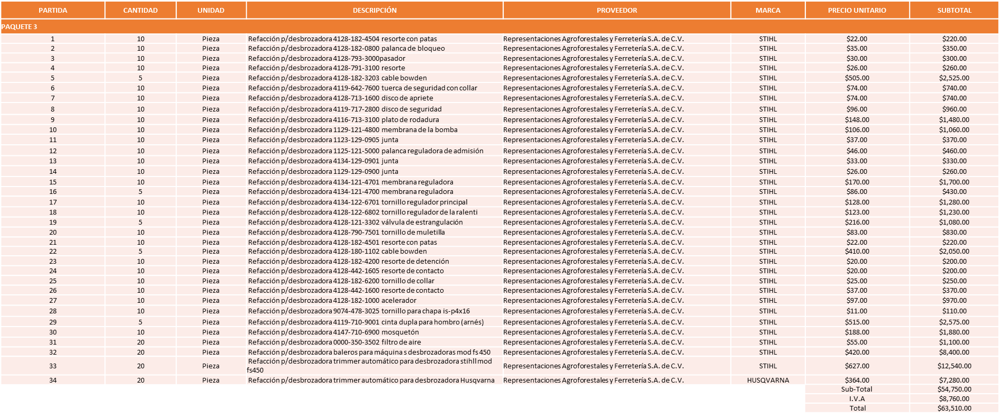 PARTIDA CANTIDAD UNIDAD DESCRIPCIÓN PROVEEDOR MARCA PRECIO UNITARIO SUBTOTAL
PAQUETE 3
1 10 Pieza Refacción p/desbrozadora 4128-182-4504 resorte con patas Representaciones Agroforestales y Ferretería S.A. de C.V. STIHL $22.00 $220.00
2 10 Pieza Refacción p/desbrozadora 4128-182-0800 palanca de bloqueo Representaciones Agroforestales y Ferretería S.A. de C.V. STIHL $35.00 $350.00
3 10 Pieza Refacción p/desbrozadora 4128-793-3000pasador Representaciones Agroforestales y Ferretería S.A. de C.V. STIHL $30.00 $300.00
4 10 Pieza Refacción p/desbrozadora 4128-791-3100 resorte Representaciones Agroforestales y Ferretería S.A. de C.V. STIHL $26.00 $260.00
5 5 Pieza Refacción p/desbrozadora 4128-182-3203 cable bowden Representaciones Agroforestales y Ferretería S.A. de C.V. STIHL $505.00 $2,525.00
6 10 Pieza Refacción p/desbrozadora 4119-642-7600 tuerca de seguridad con collar Representaciones Agroforestales y Ferretería S.A. de C.V. STIHL $74.00 $740.00
7 10 Pieza Refacción p/desbrozadora 4128-713-1600 disco de apriete Representaciones Agroforestales y Ferretería S.A. de C.V. STIHL $74.00 $740.00
8 10 Pieza Refacción p/desbrozadora 4119-717-2800 disco de seguridad Representaciones Agroforestales y Ferretería S.A. de C.V. STIHL $96.00 $960.00
9 10 Pieza Refacción p/desbrozadora 4116-713-3100 plato de rodadura Representaciones Agroforestales y Ferretería S.A. de C.V. STIHL $148.00 $1,480.00
10 10 Pieza Refacción p/desbrozadora 1129-121-4800 membrana de la bomba Representaciones Agroforestales y Ferretería S.A. de C.V. STIHL $106.00 $1,060.00
11 10 Pieza Refacción p/desbrozadora 1123-129-0905 junta Representaciones Agroforestales y Ferretería S.A. de C.V. STIHL $37.00 $370.00
12 10 Pieza Refacción p/desbrozadora 1125-121-5000 palanca reguladora de admisión Representaciones Agroforestales y Ferretería S.A. de C.V. STIHL $46.00 $460.00
13 10 Pieza Refacción p/desbrozadora 4134-129-0901 junta Representaciones Agroforestales y Ferretería S.A. de C.V. STIHL $33.00 $330.00
14 10 Pieza Refacción p/desbrozadora 1129-129-0900 junta Representaciones Agroforestales y Ferretería S.A. de C.V. STIHL $26.00 $260.00
15 10 Pieza Refacción p/desbrozadora 4134-121-4701 membrana reguladora Representaciones Agroforestales y Ferretería S.A. de C.V. STIHL $170.00 $1,700.00
16 5 Pieza Refacción p/desbrozadora 4134-121-4700 membrana reguladora Representaciones Agroforestales y Ferretería S.A. de C.V. STIHL $86.00 $430.00
17 10 Pieza Refacción p/desbrozadora 4134-122-6701 tornillo regulador principal Representaciones Agroforestales y Ferretería S.A. de C.V. STIHL $128.00 $1,280.00
18 10 Pieza Refacción p/desbrozadora 4128-122-6802 tornillo regulador de la ralenti Representaciones Agroforestales y Ferretería S.A. de C.V. STIHL $123.00 $1,230.00
19 5 Pieza Refacción p/desbrozadora 4128-121-3302 válvula de estrangulación Representaciones Agroforestales y Ferretería S.A. de C.V. STIHL $216.00 $1,080.00
20 10 Pieza Refacción p/desbrozadora 4128-790-7501 tornillo de muletilla Representaciones Agroforestales y Ferretería S.A. de C.V. STIHL $83.00 $830.00
21 10 Pieza Refacción p/desbrozadora 4128-182-4501 resorte con patas Representaciones Agroforestales y Ferretería S.A. de C.V. STIHL $22.00 $220.00
22 5 Pieza Refacción p/desbrozadora 4128-180-1102 cable bowden Representaciones Agroforestales y Ferretería S.A. de C.V. STIHL $410.00 $2,050.00
23 10 Pieza Refacción p/desbrozadora 4128-182-4200 resorte de detención Representaciones Agroforestales y Ferretería S.A. de C.V. STIHL $20.00 $200.00
24 10 Pieza Refacción p/desbrozadora 4128-442-1605 resorte de contacto Representaciones Agroforestales y Ferretería S.A. de C.V. STIHL $20.00 $200.00
25 10 Pieza Refacción p/desbrozadora 4128-182-6200 tornillo de collar Representaciones Agroforestales y Ferretería S.A. de C.V. STIHL $25.00 $250.00
26 10 Pieza Refacción p/desbrozadora 4128-442-1600 resorte de contacto Representaciones Agroforestales y Ferretería S.A. de C.V. STIHL $37.00 $370.00
27 10 Pieza Refacción p/desbrozadora 4128-182-1000 acelerador Representaciones Agroforestales y Ferretería S.A. de C.V. STIHL $97.00 $970.00
28 10 Pieza Refacción p/desbrozadora 9074-478-3025 tornillo para chapa is-p4x16 Representaciones Agroforestales y Ferretería S.A. de C.V. STIHL $11.00 $110.00
29 5 Pieza Refacción p/desbrozadora 4119-710-9001 cinta dupla para hombro (arnés) Representaciones Agroforestales y Ferretería S.A. de C.V. STIHL $515.00 $2,575.00
30 10 Pieza Refacción p/desbrozadora 4147-710-6900 mosquetón Representaciones Agroforestales y Ferretería S.A. de C.V. STIHL $188.00 $1,880.00
31 20 Pieza Refacción p/desbrozadora 0000-350-3502 filtro de aire Representaciones Agroforestales y Ferretería S.A. de C.V. STIHL $55.00 $1,100.00
32 20 Pieza Refacción p/desbrozadora baleros para máquina s desbrozadoras mod fs 450 Representaciones Agroforestales y Ferretería S.A. de C.V. STIHL $420.00 $8,400.00
33 20 Pieza Refacción p/desbrozadora trimmer automático para desbrozadora stihll mod
fs450 Representaciones Agroforestales y Ferretería S.A. de C.V. STIHL $627.00 $12,540.00
34 20 Pieza Refacción p/desbrozadora trimmer automático para desbrozadora Husqvarna Representaciones Agroforestales y Ferretería S.A. de C.V. HUSQVARNA $364.00 $7,280.00
Sub-Total $54,750.00
I.V.A $8,760.00
Total $63,510.00